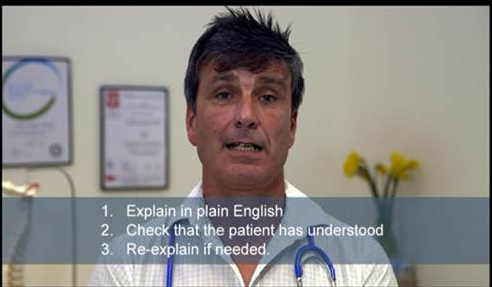 1. Explain in plain English
2. Check that the patient has understood
3. Re-explain if needed.